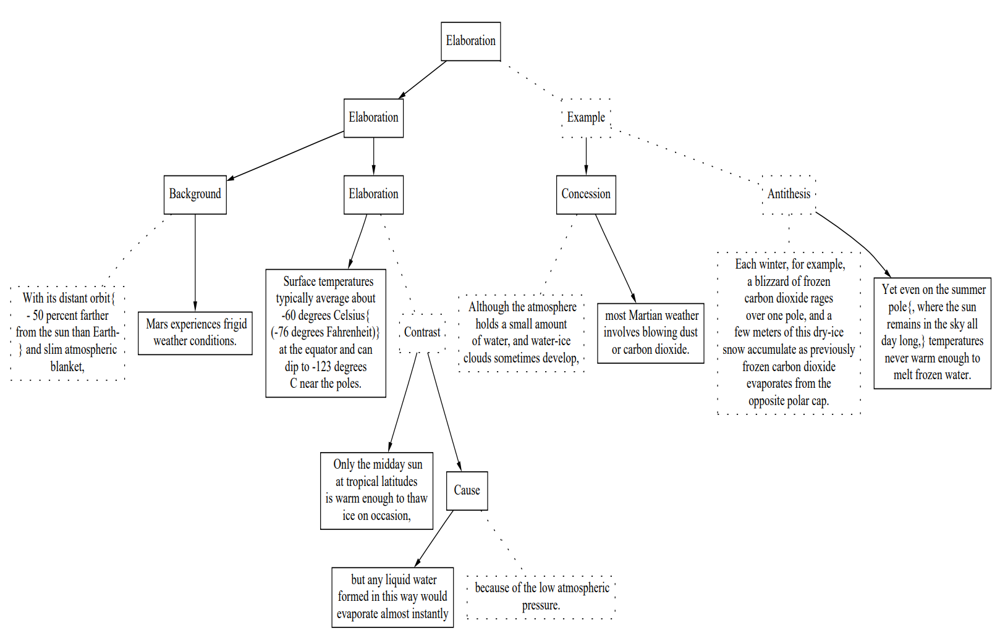 Elaboration
Elaboration
Example
Background
Elaboration
Concession
Antithesis
With its distant orbit{
- 50 percent farther
from the sun than Earth-
} and slim atmospheric
blanket,
Mars experiences frigid
weather conditions.
Surface temperatures
typically average about
-60 degrees Celsius{
(-76 degrees Fahrenheit)}
at the equator and can
dip to -123 degrees
C near the poles.
Contrast
Although the atmosphere
holds a small amount
of water, and water-ice
clouds sometimes develop,
most Martian weather
involves blowing dust
or carbon dioxide.
Each winter, for example,
a blizzard of frozen
carbon dioxide rages
over one pole, and a
few meters of this dry-ice
snow accumulate as previously
frozen carbon dioxide
evaporates from the
opposite polar cap.
Yet even on the summer
pole{, where the sun
remains in the sky all
day long,} temperatures
never warm enough to
melt frozen water.
Only the midday sun
at tropical latitudes
is warm enough to thaw
ice on occasion,
Cause
but any liquid water
formed in this way would
evaporate almost instantly
because of the low atmospheric
pressure.